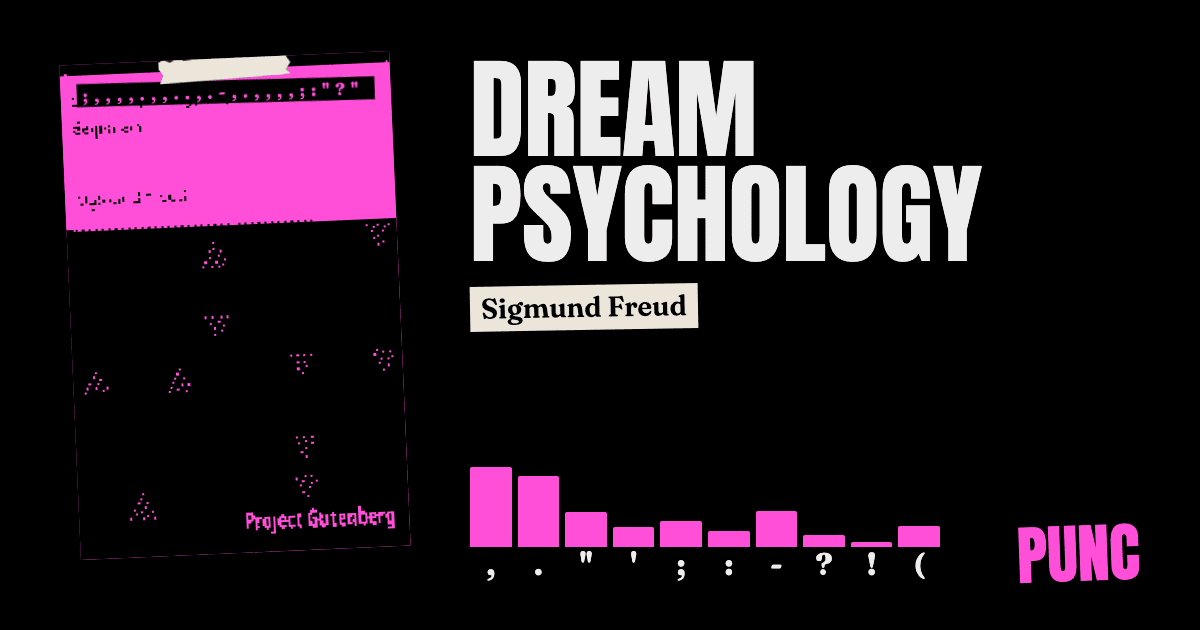 ;,,,,.,,.,.-,.,,,,;:"?"
Project Gutenberg
DREAM
PSYCHOLOGY
Sigmund Freud
, . " ' ; : - ? ! (
PUNC